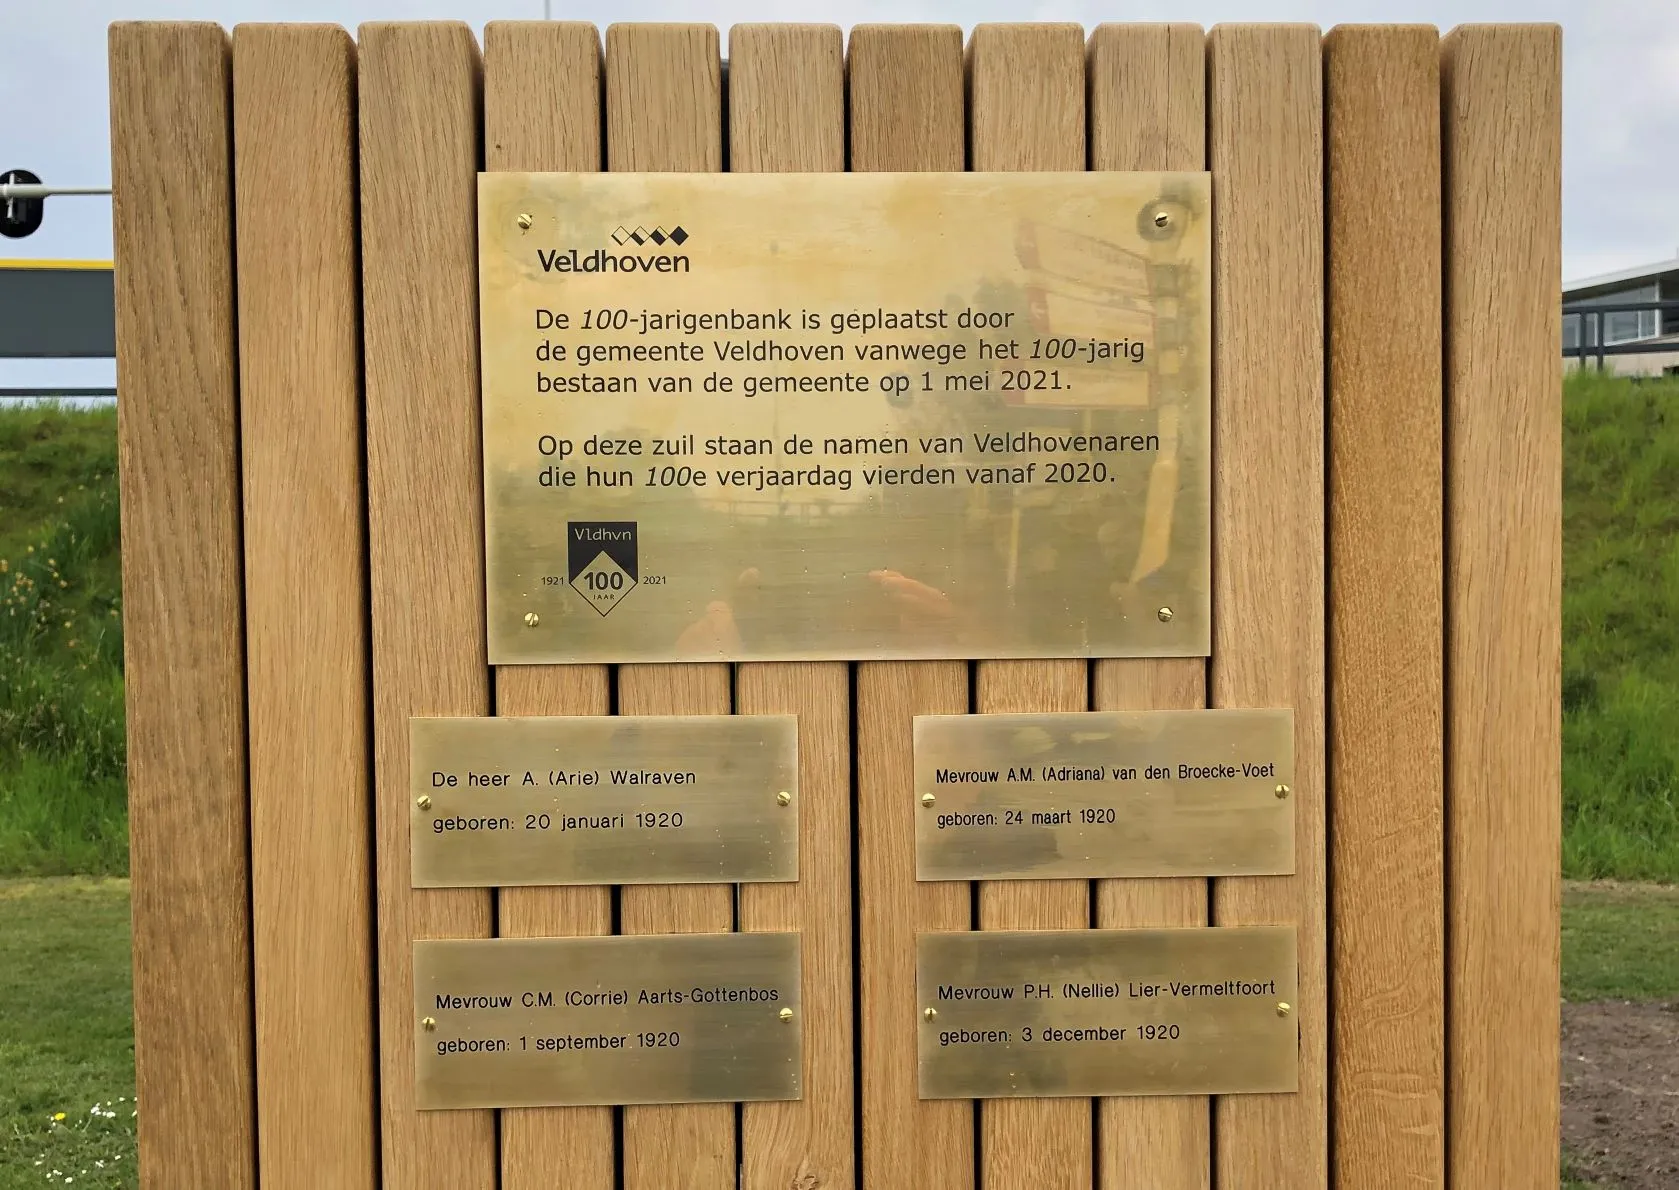 Veldhoven
De 100-jarigenbank is geplaatst door
de gemeente Veldhoven vanwege het 100-jarig
bestaan van de gemeente op 1 mei 2021.
Op deze zuil staan de namen van Veldhovenaren
die hun 100e verjaardag vierden vanaf 2020.
Vldhvn
1921 100 2021
JAAR
De heer A. (Arie) Walraven
geboren: 20 januari 1920
Mevrouw A.M. (Adriana) van den Broecke-Voet
geboren: 24 maart 1920
Mevrouw C.M. (Corrie) Aarts-Gottenbos
geboren: 1 september 1920
Mevrouw P.H. (Nellie) Lier-Vermeltfoort
geboren: 3 december 1920